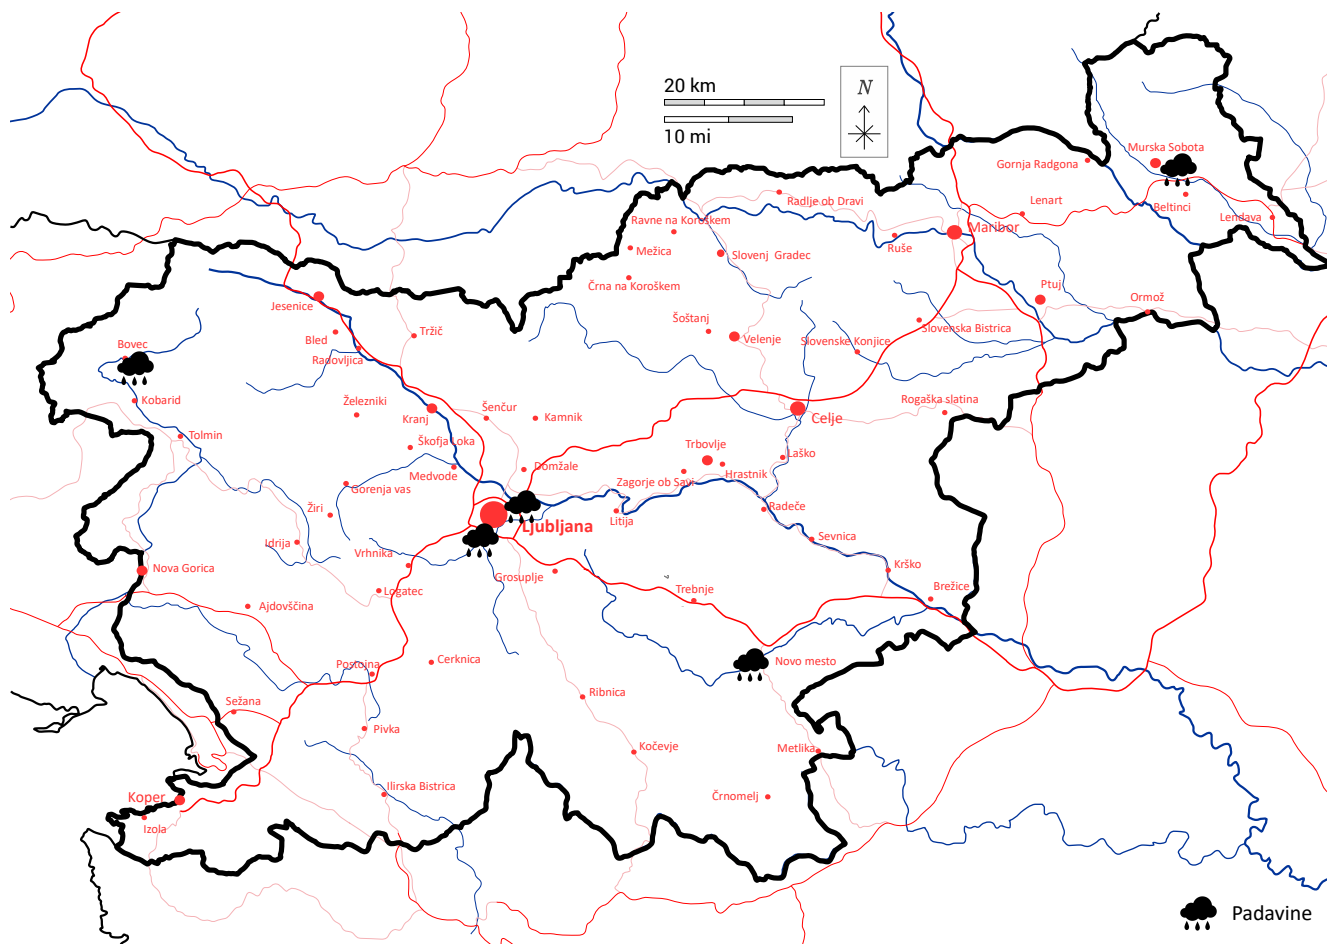 20 km
10 mi
N
Murska Sobota
Gornja Radgona
Radlje ob Dravi
Lenart
Beltinci
Lendava
Ravne na Koroškem
Maribor
Ruše
Mežica
Slovenj Gradec
Črna na Koroškem
Ptuj
Ormož
Jesenice
Šoštanj
Slovenska Bistrica
Tržič
Bled
Velenje
Slovenske Konjice
Bovec
Radovljica
Kobarid
Železniki
Rogaška slatina
Kranj
Šenčur
Kamnik
Celje
Tolmin
Škofja Loka
Trbovlje
Laško
Domžale
Medvode
Hrastnik
Zagorje ob Savi
Gorenja vas
Žiri
Radeče
Litija
Ljubljana
Sevnica
Idrija
Vrhnika
Nova Gorica
Grosuplje
Krško
Logatec
Trebnje
Brežice
Ajdovščina
Postojna
Cerknica
Novo mesto
Ribnica
Sežana
Pivka
Kočevje
Metlika
Ilirska Bistrica
Koper
Črnomelj
Izola
Padavine